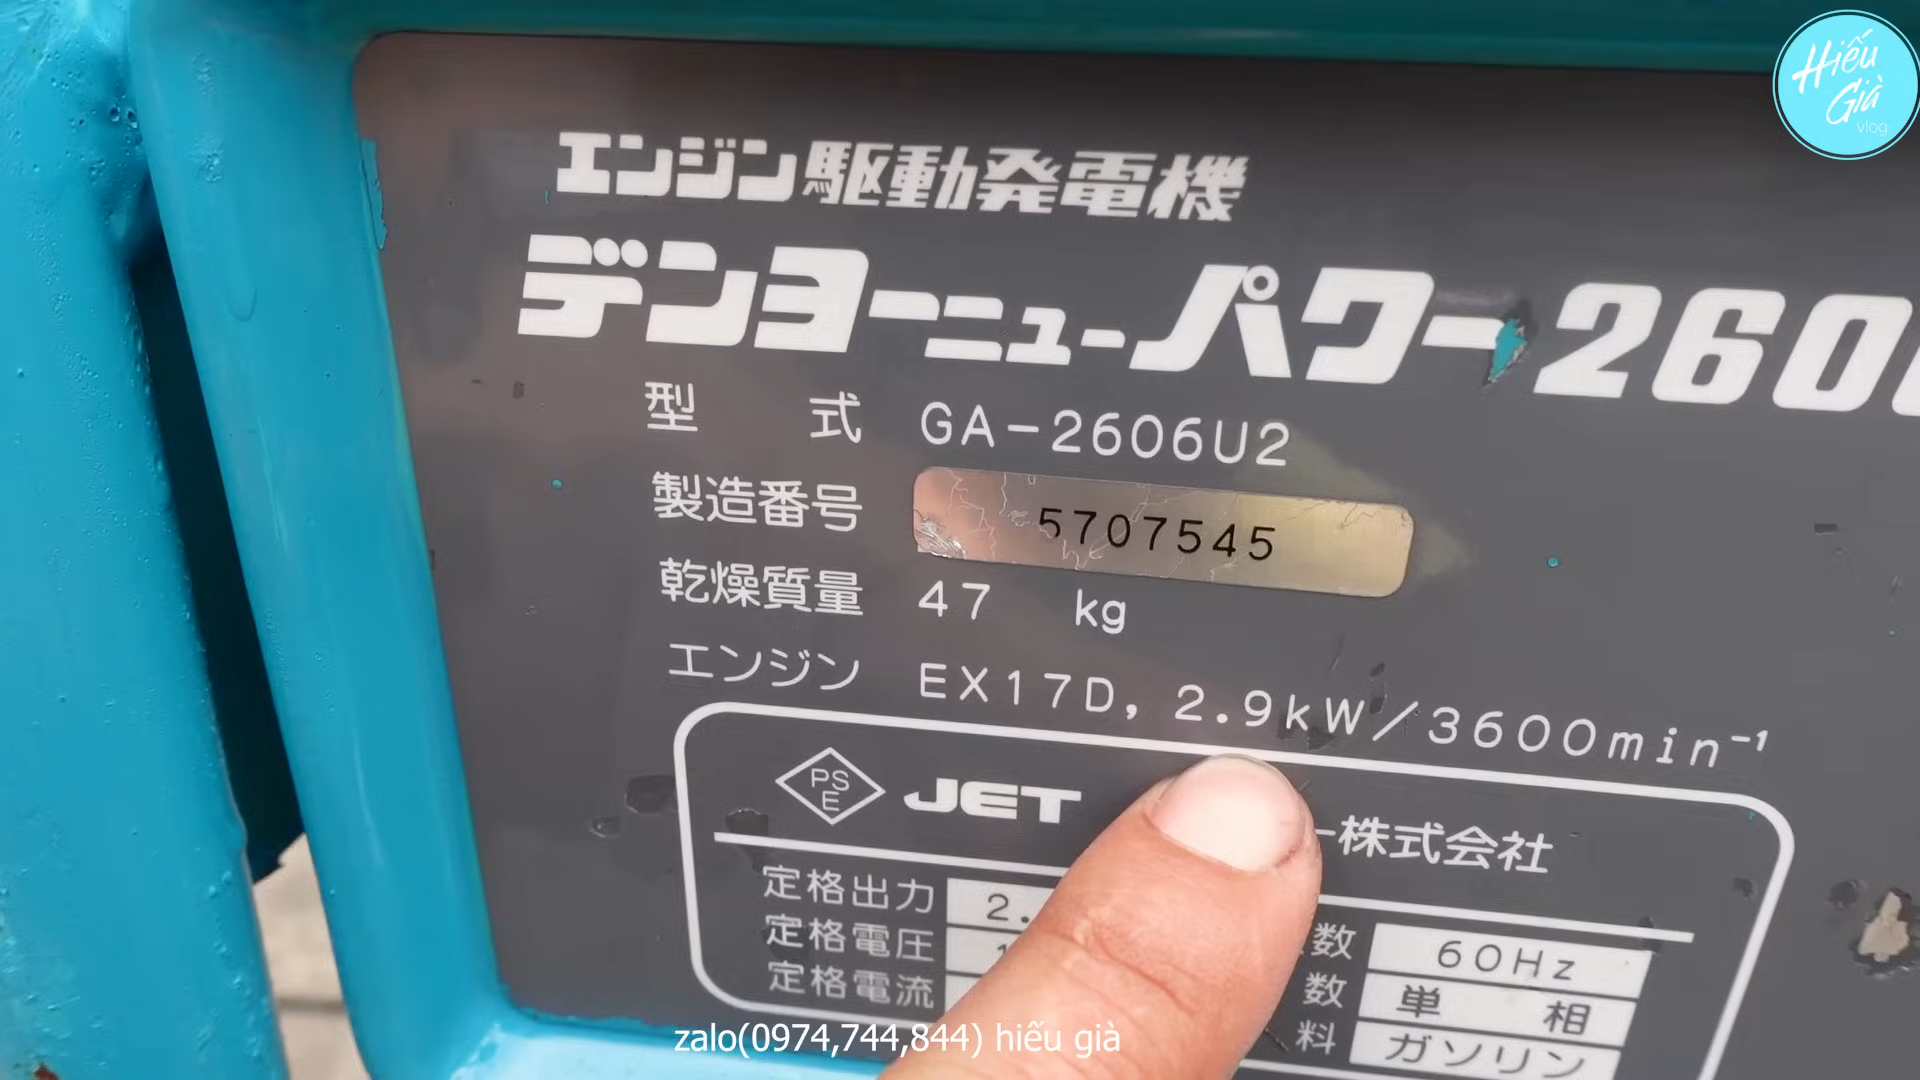 Hiếu
Già
vlog
エンジン駆動発電機
デンヨーニューパワー260
型式 GA-2606U2
製造番号 5707545
乾燥質量 47 kg
エンジン EX17D, 2.9kW/3600min⁻¹
PS
E
JET ー株式会社
定格出力 2. 数 60Hz
定格電圧 1 数 単相
定格電流 料 ガソリン
zalo(0974,744,844) hiếu già